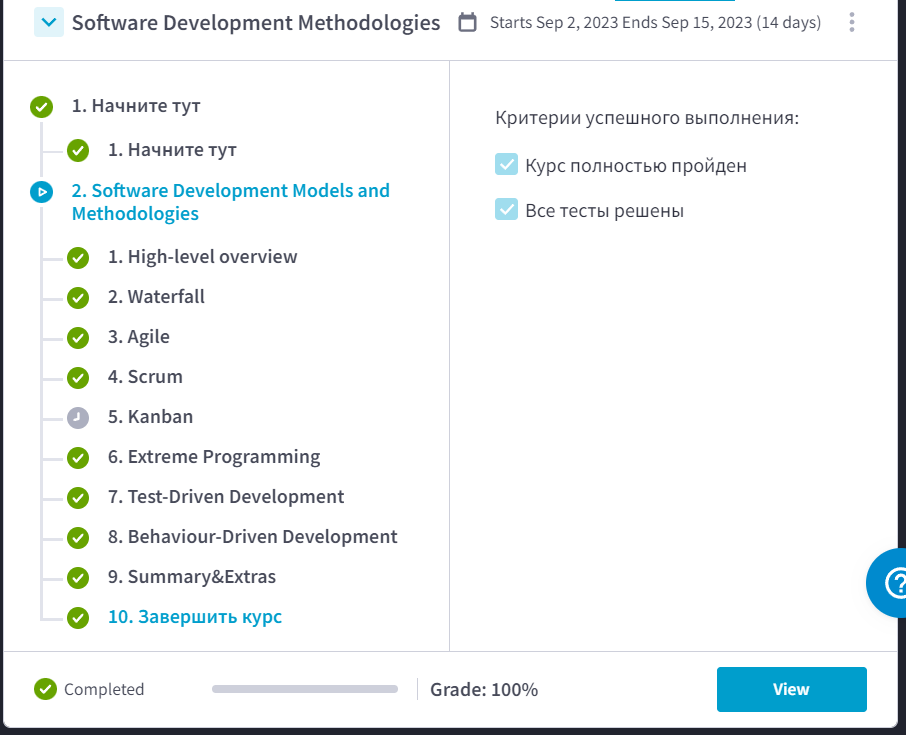 Software Development Methodologies
Starts Sep 2, 2023 Ends Sep 15, 2023 (14 days)
1. Начните тут
1. Начните тут
2. Software Development Models and
Methodologies
1. High-level overview
2. Waterfall
3. Agile
4. Scrum
5. Kanban
6. Extreme Programming
7. Test-Driven Development
8. Behaviour-Driven Development
9. Summary&Extras
10. Завершить курс
Критерии успешного выполнения:
Курс полностью пройден
Все тесты решены
Completed
Grade: 100%
View